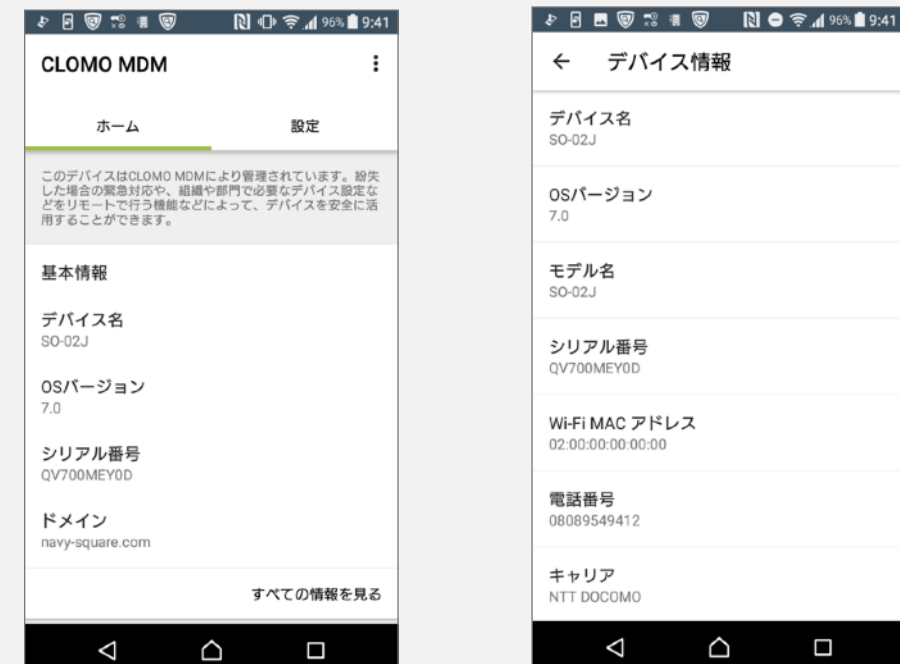 96% 9:41
CLOMO MDM
ホーム 設定
このデバイスはCLOMO MDMにより管理されています。紛失
した場合の緊急対応や、組織や部門で必要なデバイス設定な
どをリモートで行う機能などによって、デバイスを安全に活
用することができます。
基本情報
デバイス名
SO-02J
OSバージョン
7.0
シリアル番号
QV700MEY0D
ドメイン
navy-square.com
すべての情報を見る
96% 9:41
デバイス情報
デバイス名
SO-02J
OSバージョン
7.0
モデル名
SO-02J
シリアル番号
QV700MEY0D
Wi-Fi MAC アドレス
02:00:00:00:00:00
電話番号
08089549412
キャリア
NTT DOCOMO